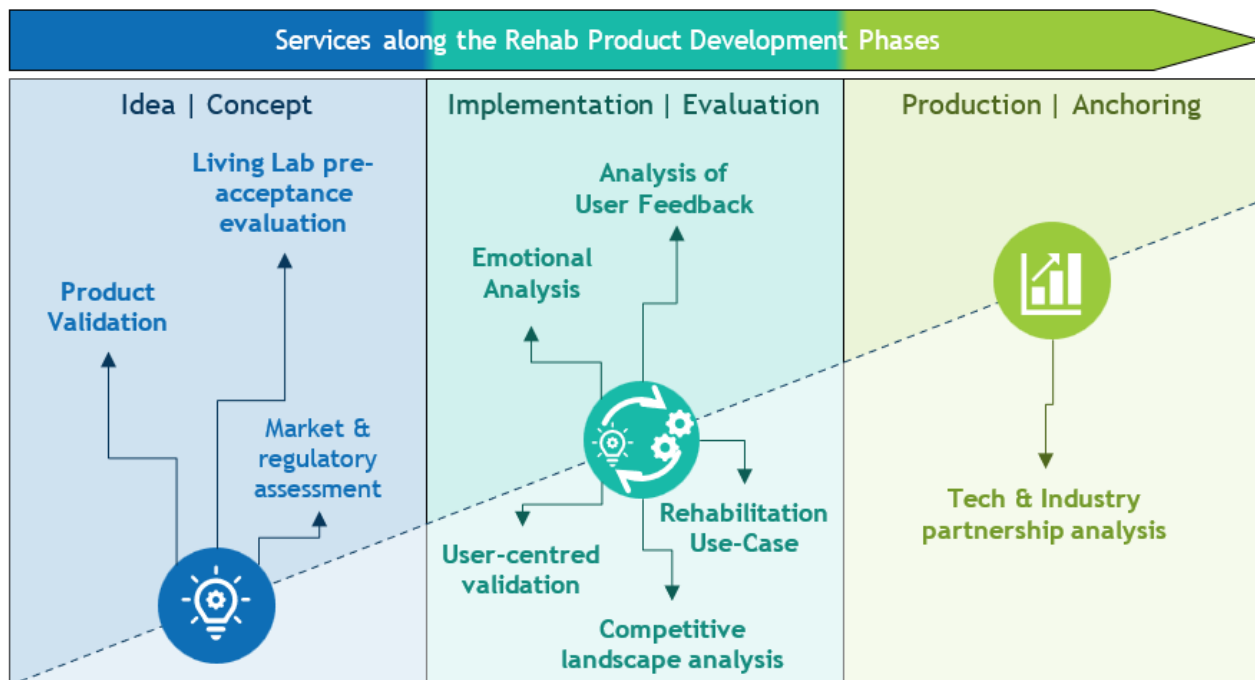 Services along the Rehab Product Development Phases
Idea | Concept
Living Lab pre-
acceptance
evaluation
Product
Validation
Market &
regulatory
assessment
Implementation | Evaluation
Analysis of
User Feedback
Emotional
Analysis
Rehabilitation
Use-Case
User-centred
validation
Competitive
landscape analysis
Production | Anchoring
Tech & Industry
partnership analysis